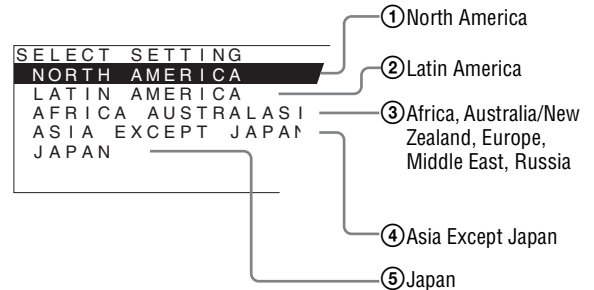 SELECT SETTING
NORTH AMERICA
LATIN AMERICA
AFRICA AUSTRALASI
ASIA EXCEPT JAPAN
JAPAN
①North America
②Latin America
③Africa, Australia/New
Zealand, Europe,
Middle East, Russia
④Asia Except Japan
⑤Japan